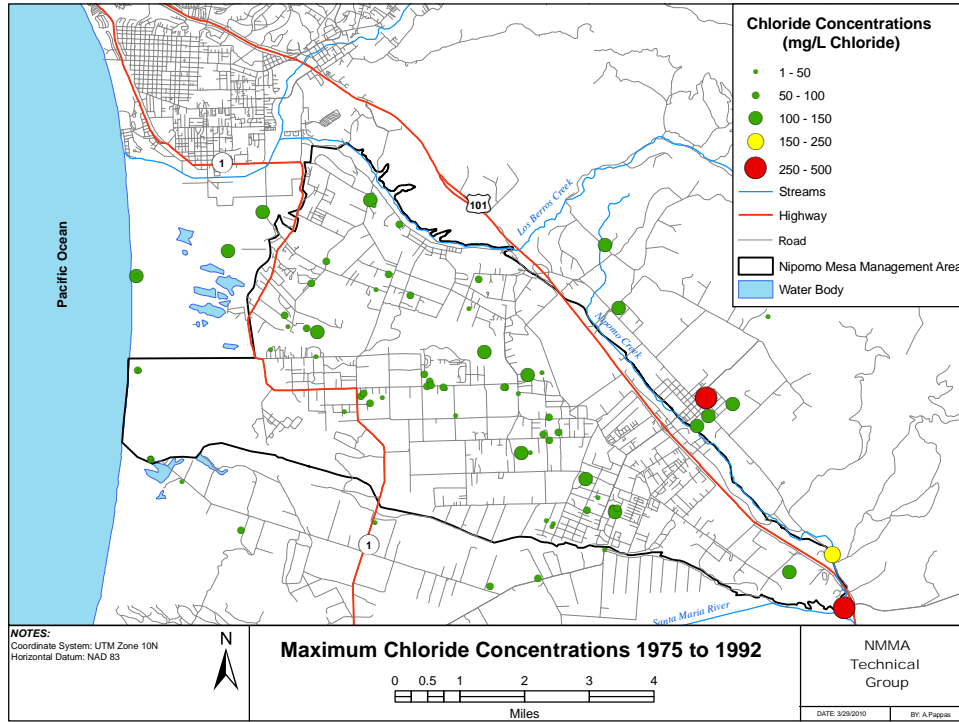 Chloride Concentrations
(mg/L Chloride)
1 - 50
50 - 100
100 - 150
150 - 250
250 - 500
Streams
Highway
Road
Nipomo Mesa Management Area
Water Body
1
101
Los Berros Creek
Pacific Ocean
Nipomo Creek
1
Santa Maria River
NOTES:
Coordinate System: UTM Zone 10N
Horizontal Datum: NAD 83
N
Maximum Chloride Concentrations 1975 to 1992
0 0.5 1 2 3 4
Miles
NMMA
Technical
Group
DATE: 3/29/2010 BY: A.Pappas